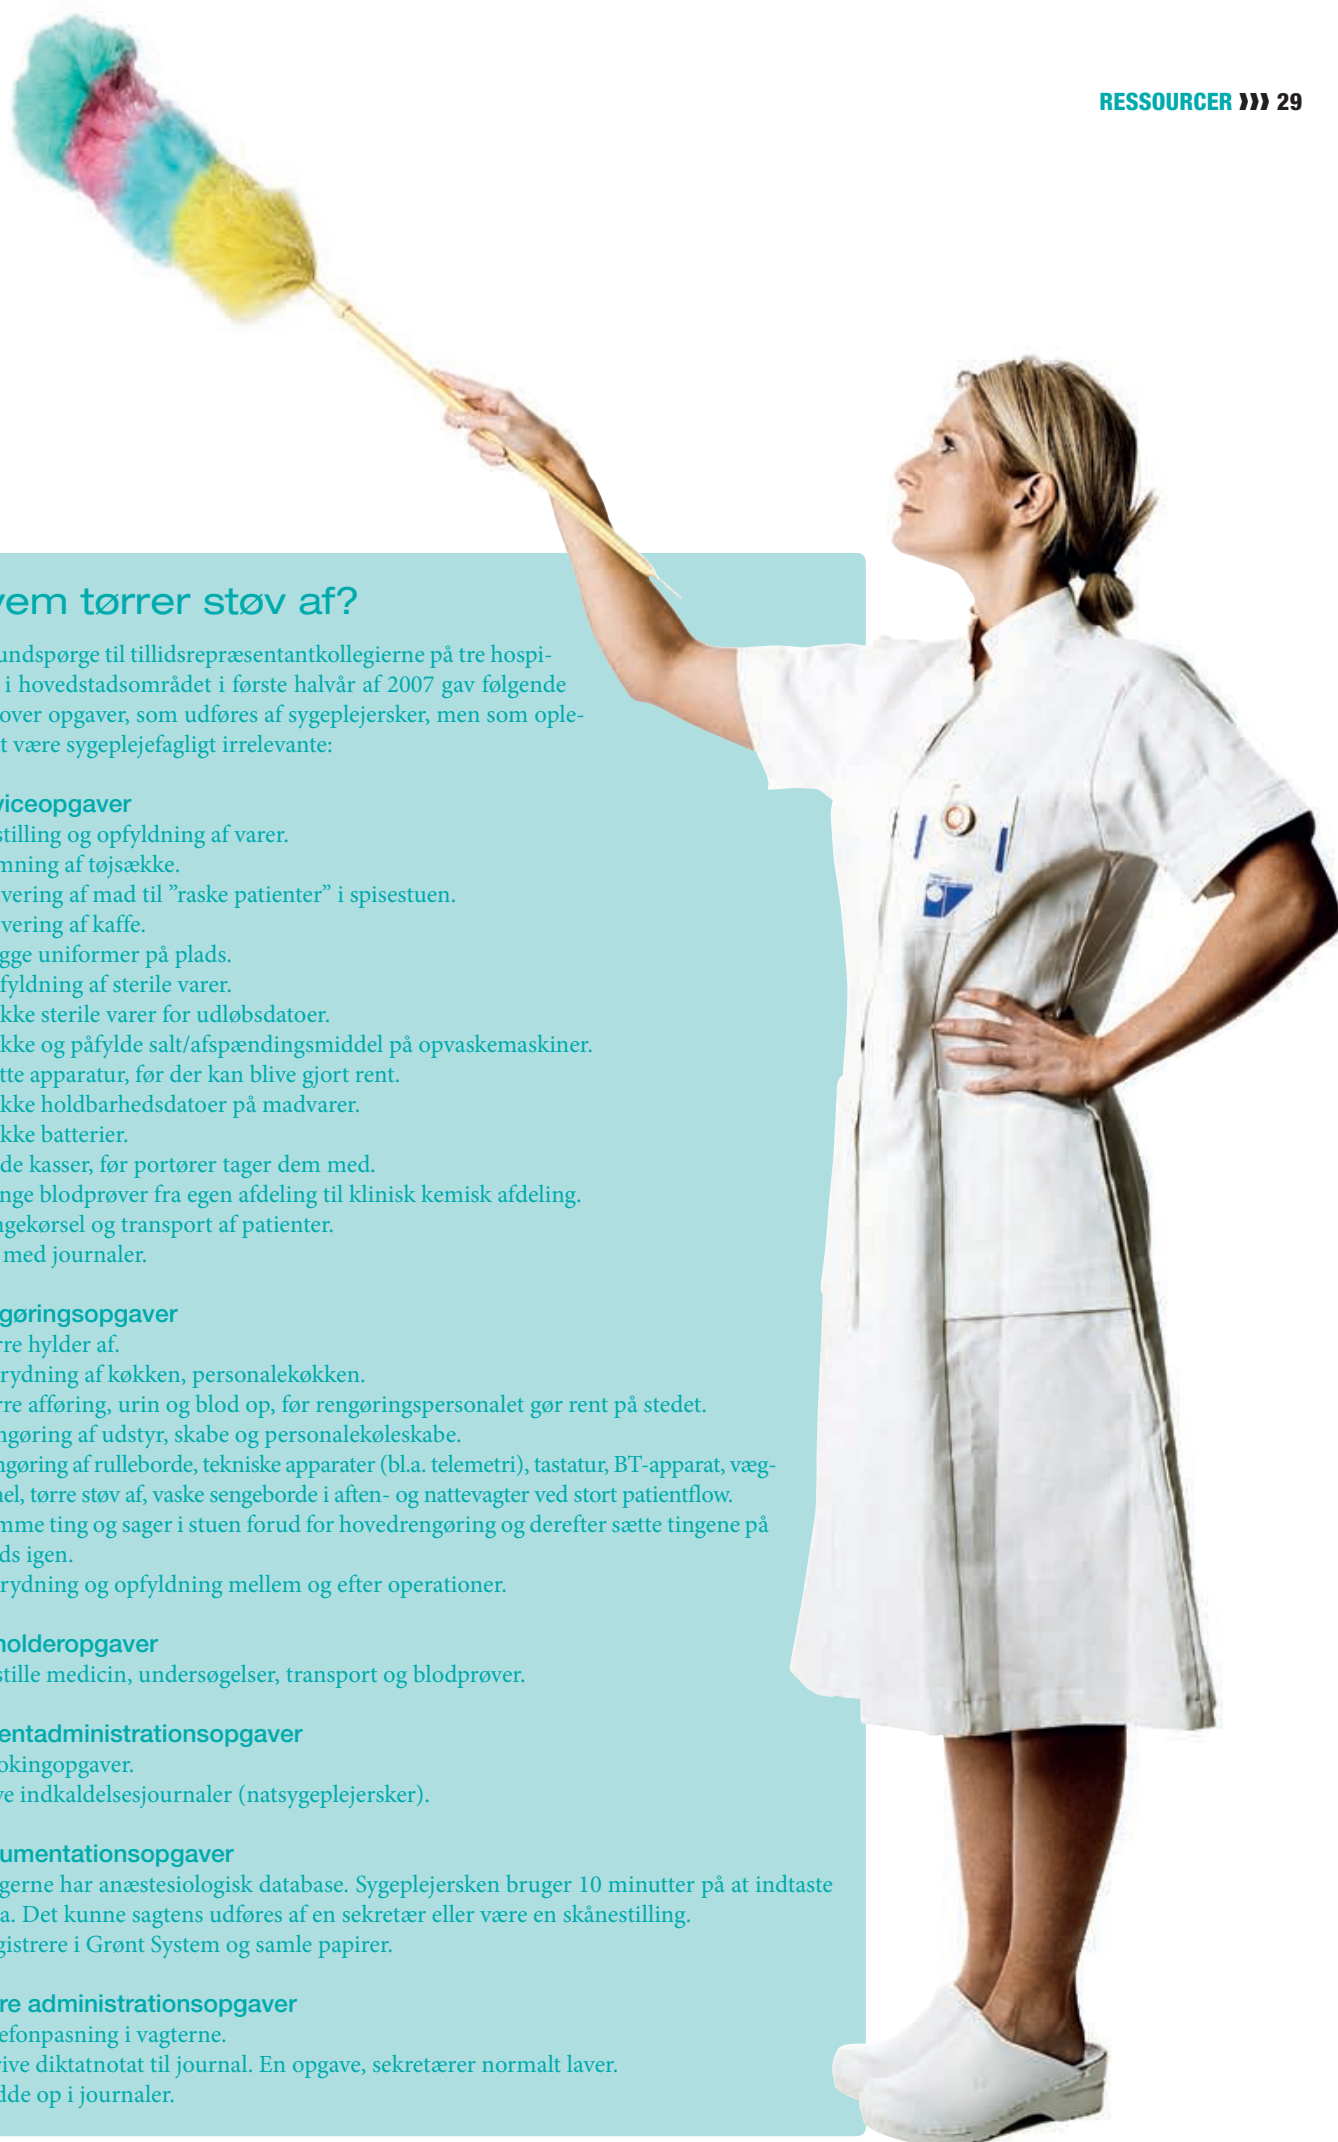 RESSOURCER ⟫⟫⟫ 29
vem tørrer støv af?
undspørge til tillidsrepræsentantkollegierne på tre hospi-
i hovedstadsområdet i første halvår af 2007 gav følgende
over opgaver, som udføres af sygeplejersker, men som ople-
t være sygeplejefagligt irrelevante:
viceopgaver
stilling og opfyldning af varer.
mning af tøjsække.
vering af mad til ”raske patienter” i spisestuen.
vering af kaffe.
gge uniformer på plads.
fyldning af sterile varer.
kke sterile varer for udløbsdatoer.
kke og påfylde salt/afspændingsmiddel på opvaskemaskiner.
tte apparatur, før der kan blive gjort rent.
kke holdbarhedsdatoer på madvarer.
kke batterier.
de kasser, før portører tager dem med.
nge blodprøver fra egen afdeling til klinisk kemisk afdeling.
ngekørsel og transport af patienter.
med journaler.
gøringsopgaver
rre hylder af.
rydning af køkken, personalekøkken.
rre afføring, urin og blod op, før rengøringspersonalet gør rent på stedet.
ngøring af udstyr, skabe og personalekøleskabe.
ngøring af rulleborde, tekniske apparater (bl.a. telemetri), tastatur, BT-apparat, væg-
nel, tørre støv af, vaske sengeborde i aften- og nattevagter ved stort patientflow.
mme ting og sager i stuen forud for hovedrengøring og derefter sætte tingene på
ds igen.
rydning og opfyldning mellem og efter operationer.
holderopgaver
stille medicin, undersøgelser, transport og blodprøver.
entadministrationsopgaver
okingopgaver.
ve indkaldelsesjournaler (natsygeplejersker).
umentationsopgaver
gerne har anæstesiologisk database. Sygeplejersken bruger 10 minutter på at indtaste
a. Det kunne sagtens udføres af en sekretær eller være en skånestilling.
gistrere i Grønt System og samle papirer.
re administrationsopgaver
efonpasning i vagterne.
rive diktatnotat til journal. En opgave, sekretærer normalt laver.
dde op i journaler.